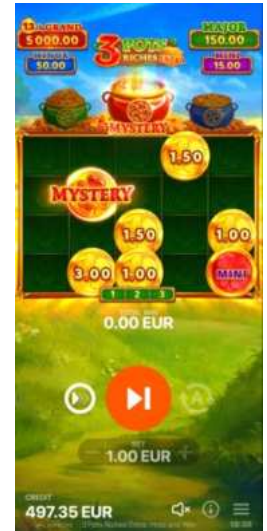 GRAND
5 000.00
MAJOR
150.00
3 POTS
RICHES
MINOR
50.00
MINI
15.00
MYSTERY
1.50
MYSTERY
1.50
1.00
3.00
1.00
MINI
1
2
3
0.00 EUR
BET
1.00 EUR
CREDIT
497.35 EUR